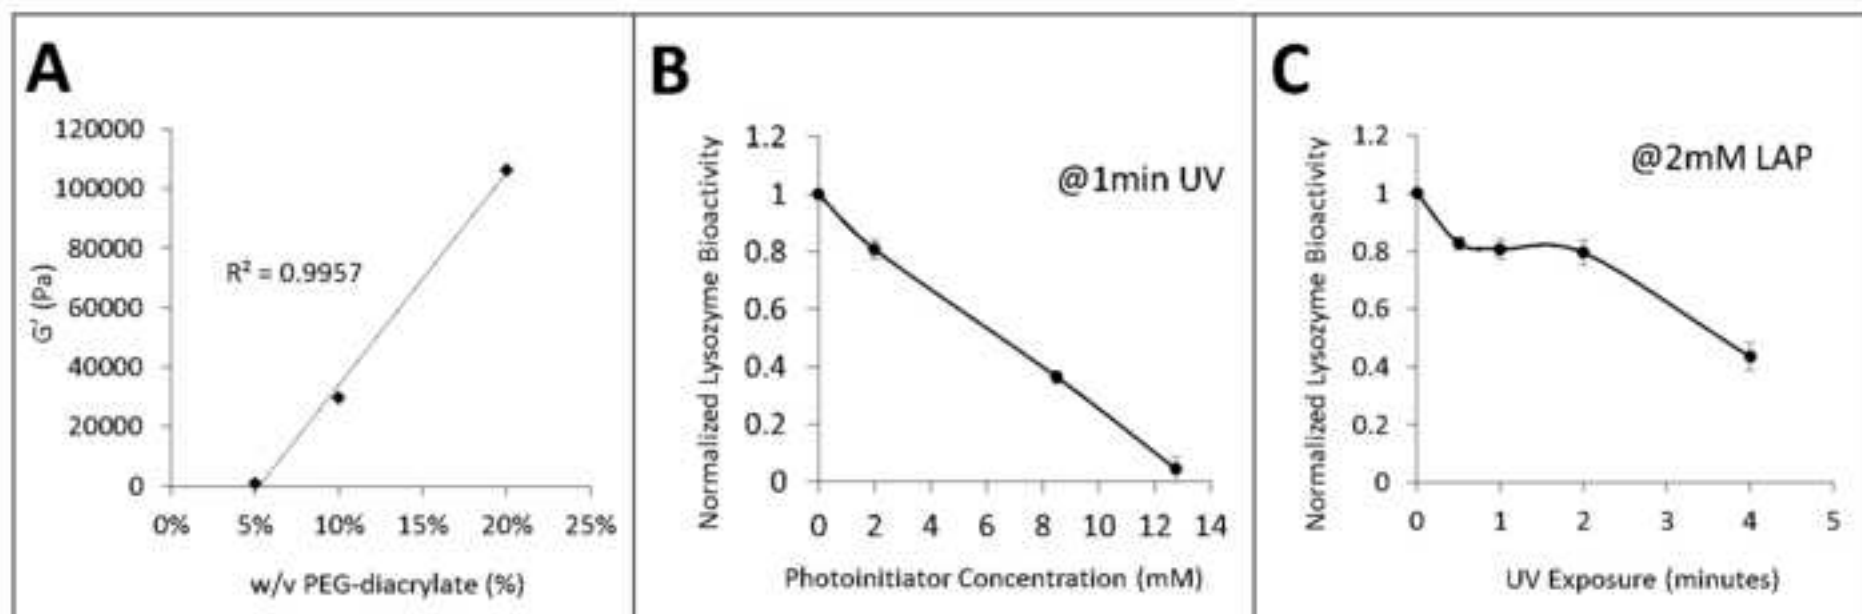 A
120000
100000
80000
60000
40000
20000
0
G' (Pa)
R² = 0.9957
0% 5% 10% 15% 20% 25%
w/v PEG-diacrylate (%)
B
1.2
1
0.8
0.6
0.4
0.2
0
Normalized Lysozyme Bioactivity
@1min UV
0 2 4 6 8 10 12 14
Photoinitiator Concentration (mM)
C
1.2
1
0.8
0.6
0.4
0.2
0
Normalized Lysozyme Bioactivity
@2mM LAP
0 1 2 3 4 5
UV Exposure (minutes)